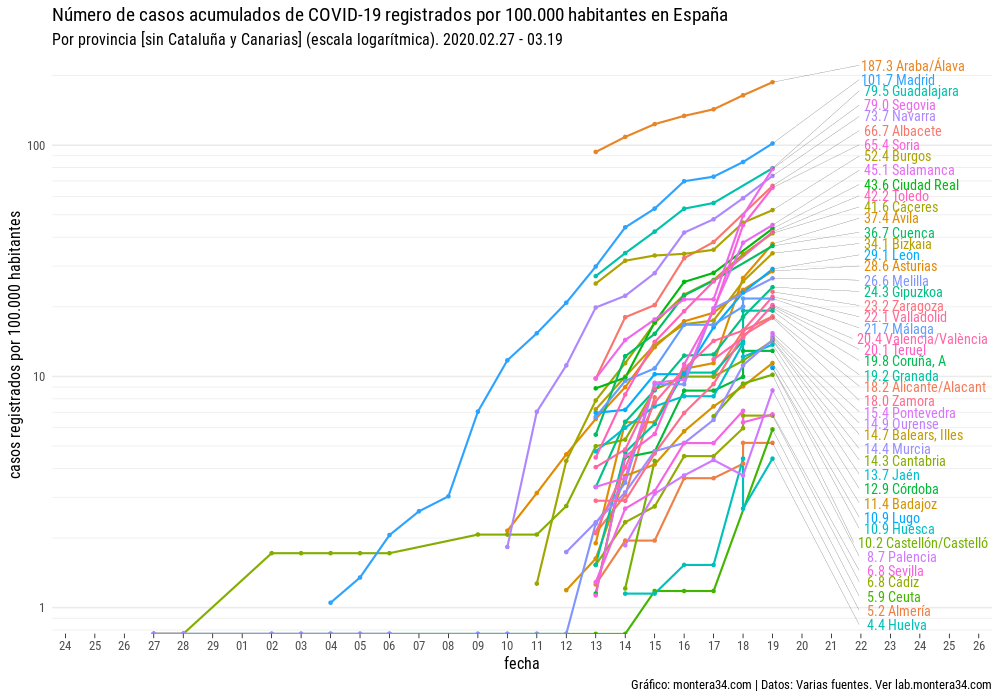 Número de casos acumulados de COVID-19 registrados por 100.000 habitantes en España
Por provincia [sin Cataluña y Canarias] (escala logarítmica). 2020.02.27 - 03.19
187.3 Araba/Álava
101.7 Madrid
79.5 Guadalajara
79.0 Segovia
73.7 Navarra
66.7 Albacete
65.4 Soria
52.4 Burgos
45.1 Salamanca
43.6 Ciudad Real
42.2 Toledo
41.6 Cáceres
37.4 Ávila
36.7 Cuenca
34.1 Bizkaia
29.1 León
28.6 Asturias
26.6 Melilla
24.3 Gipuzkoa
23.2 Zaragoza
22.1 Valladolid
21.7 Málaga
20.4 Valencia/València
20.1 Teruel
19.8 Coruña, A
19.2 Granada
18.2 Alicante/Alacant
18.0 Zamora
15.4 Pontevedra
14.9 Ourense
14.7 Balears, Illes
14.4 Murcia
14.3 Cantabria
13.7 Jaén
12.9 Córdoba
11.4 Badajoz
10.9 Lugo
10.9 Huesca
10.2 Castellón/Castelló
8.7 Palencia
6.8 Sevilla
6.8 Cádiz
5.9 Ceuta
5.2 Almería
4.4 Huelva
100
10
1
casos registrados por 100.000 habitantes
24 25 26 27 28 29 01 02 03 04 05 06 07 08 09 10 11 12 13 14 15 16 17 18 19 20 21 22 23 24 25 26
fecha
Gráfico: montera34.com | Datos: Varias fuentes. Ver lab.montera34.com